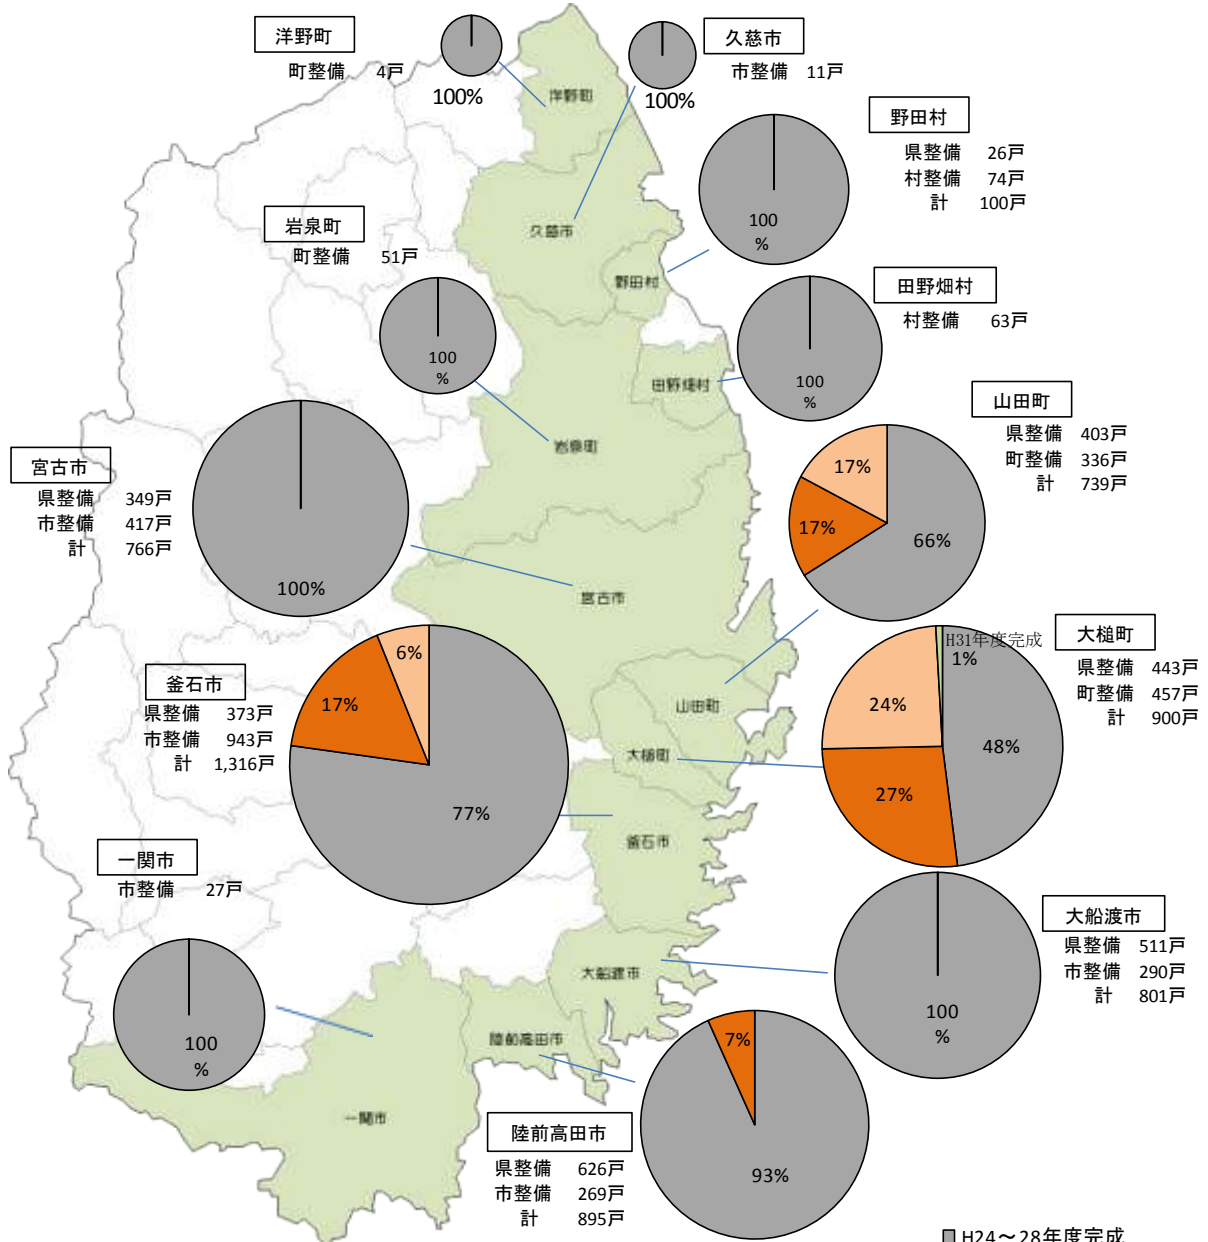 洋野町
町整備 4戸
100%
久慈市
市整備 11戸
100%
野田村
県整備 26戸
村整備 74戸
計 100戸
100
%
岩泉町
町整備 51戸
100
%
田野畑村
村整備 63戸
100
%
山田町
県整備 403戸
町整備 336戸
計 739戸
17%
17%
66%
宮古市
県整備 349戸
市整備 417戸
計 766戸
100%
大槌町
県整備 443戸
町整備 457戸
計 900戸
H31年度完成
1%
24%
27%
48%
釜石市
県整備 373戸
市整備 943戸
計 1,316戸
6%
17%
77%
一関市
市整備 27戸
100
%
大船渡市
県整備 511戸
市整備 290戸
計 801戸
100
%
陸前高田市
県整備 626戸
市整備 269戸
計 895戸
7%
93%
洋野町
久慈市
野田村
田野畑村
岩泉町
宮古市
山田町
大槌町
釜石市
大船渡市
陸前高田市
一関市
H24～28年度完成